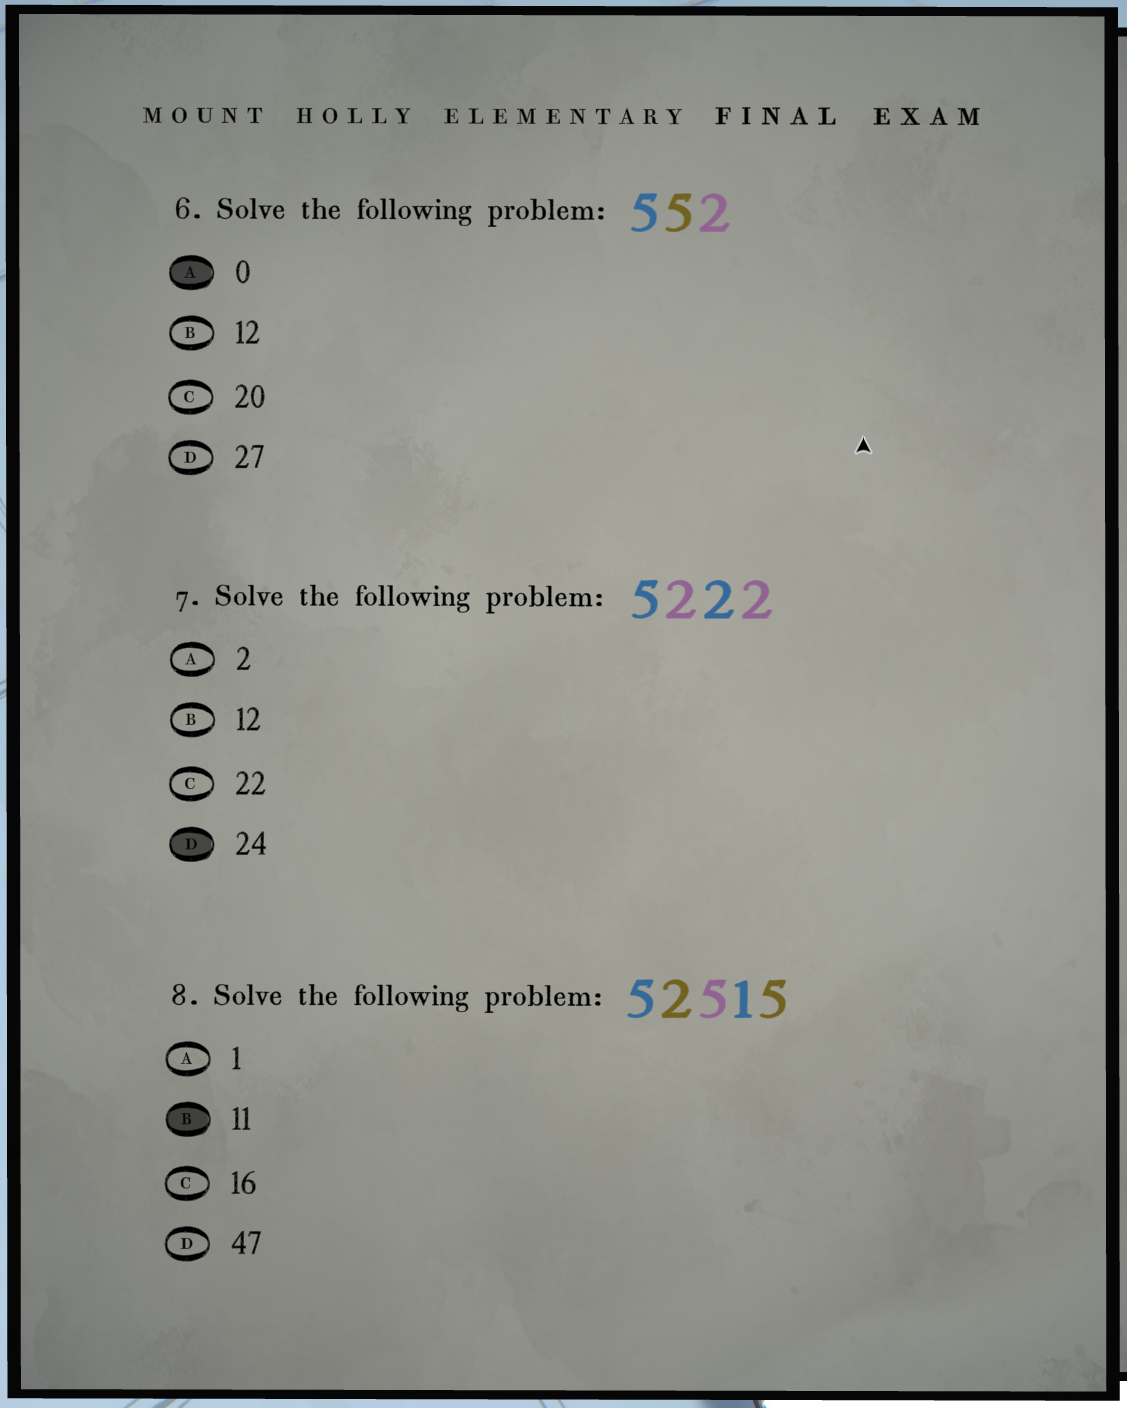 MOUNT HOLLY ELEMENTARY FINAL EXAM
6. Solve the following problem: 552
A 0
B 12
C 20
D 27
7. Solve the following problem: 5222
A 2
B 12
C 22
D 24
8. Solve the following problem: 52515
A 1
B 11
C 16
D 47